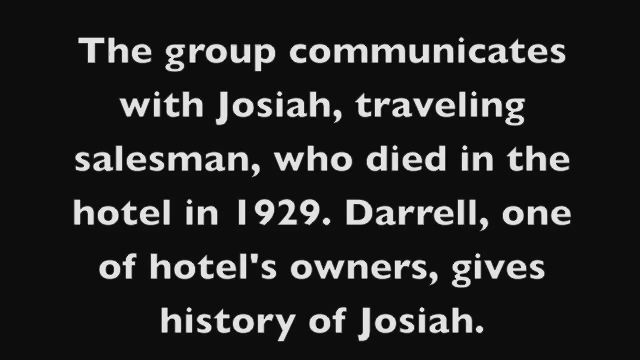 The group communicates
with Josiah, traveling
salesman, who died in the
hotel in 1929. Darrell, one
of hotel's owners, gives
history of Josiah.